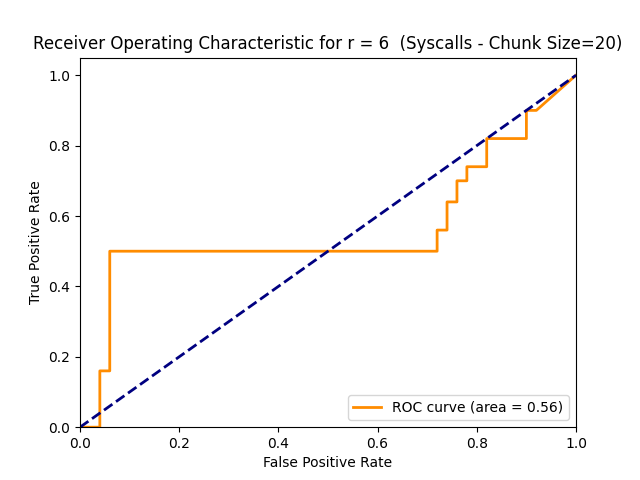 Receiver Operating Characteristic for r = 6  (Syscalls - Chunk Size=20)
1.0
0.8
0.6
0.4
0.2
0.0
True Positive Rate
ROC curve (area = 0.56)
0.0 0.2 0.4 0.6 0.8 1.0
False Positive Rate